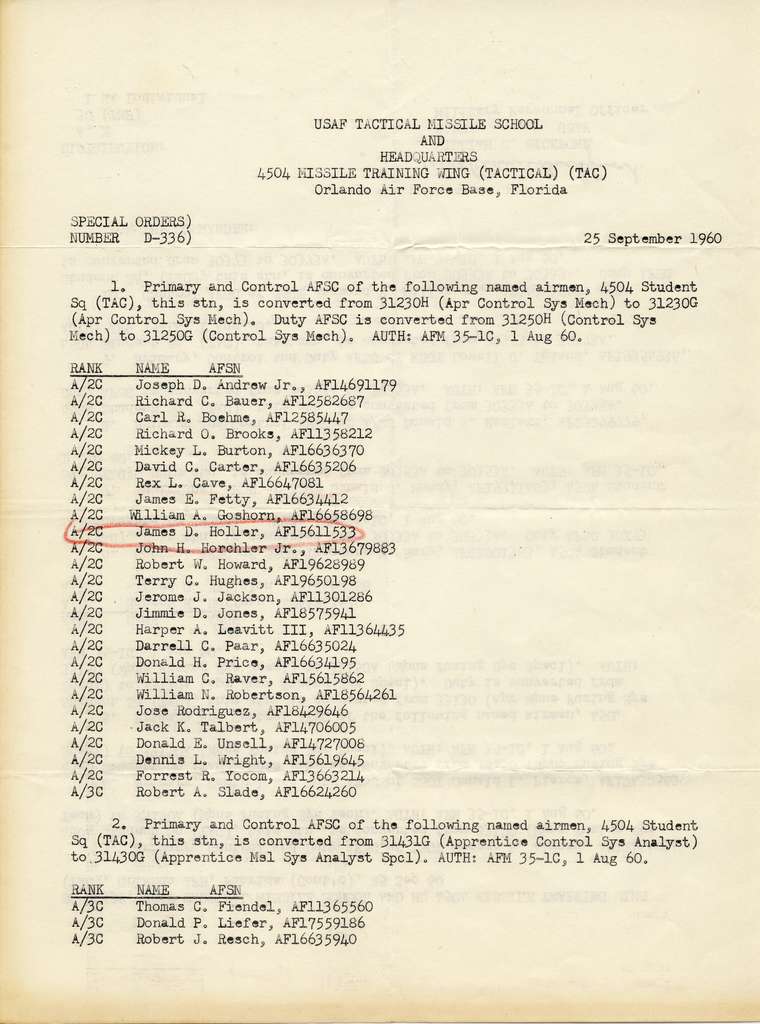 USAF TACTICAL MISSILE SCHOOL
AND
HEADQUARTERS
4504 MISSILE TRAINING WING (TACTICAL) (TAC)
Orlando Air Force Base, Florida
SPECIAL ORDERS)
NUMBER D-336)
25 September 1960
1. Primary and Control AFSC of the following named airmen, 4504 Student
Sq (TAC), this stn, is converted from 31230H (Apr Control Sys Mech) to 31230G
(Apr Control Sys Mech). Duty AFSC is converted from 31250H (Control Sys
Mech) to 31250G (Control Sys Mech). AUTH: AFM 35-1C, 1 Aug 60.
RANK NAME AFSN
A/2C Joseph D. Andrew Jr., AF14691179
A/2C Richard C. Bauer, AF12582687
A/2C Carl R. Boehme, AF12585447
A/2C Richard O. Brooks, AF11358212
A/2C Mickey L. Burton, AF16636370
A/2C David C. Carter, AF16635206
A/2C Rex L. Cave, AF16647081
A/2C James E. Fetty, AF16634412
A/2C William A. Goshorn, AF16658698
A/2C James D. Holler, AF15611533
A/2C John H. Horchler Jr., AF13679883
A/2C Robert W. Howard, AF19628989
A/2C Terry C. Hughes, AF19650198
A/2C Jerome J. Jackson, AF11301286
A/2C Jimmie D. Jones, AF18575941
A/2C Harper A. Leavitt III, AF11364435
A/2C Darrell C. Paar, AF16635024
A/2C Donald H. Price, AF16634195
A/2C William C. Raver, AF15615862
A/2C William N. Robertson, AF18564261
A/2C Jose Rodriguez, AF18429646
A/2C Jack K. Talbert, AF14706005
A/2C Donald E. Unsell, AF14727008
A/2C Dennis L. Wright, AF15619645
A/2C Forrest R. Yocom, AF13663214
A/3C Robert A. Slade, AF16624260
2. Primary and Control AFSC of the following named airmen, 4504 Student
Sq (TAC), this stn, is converted from 31431G (Apprentice Control Sys Analyst)
to 31430G (Apprentice Msl Sys Analyst Spcl). AUTH: AFM 35-1C, 1 Aug 60.
RANK NAME AFSN
A/3C Thomas C. Fiendel, AF11365560
A/3C Donald P. Liefer, AF17559186
A/3C Robert J. Resch, AF16635940